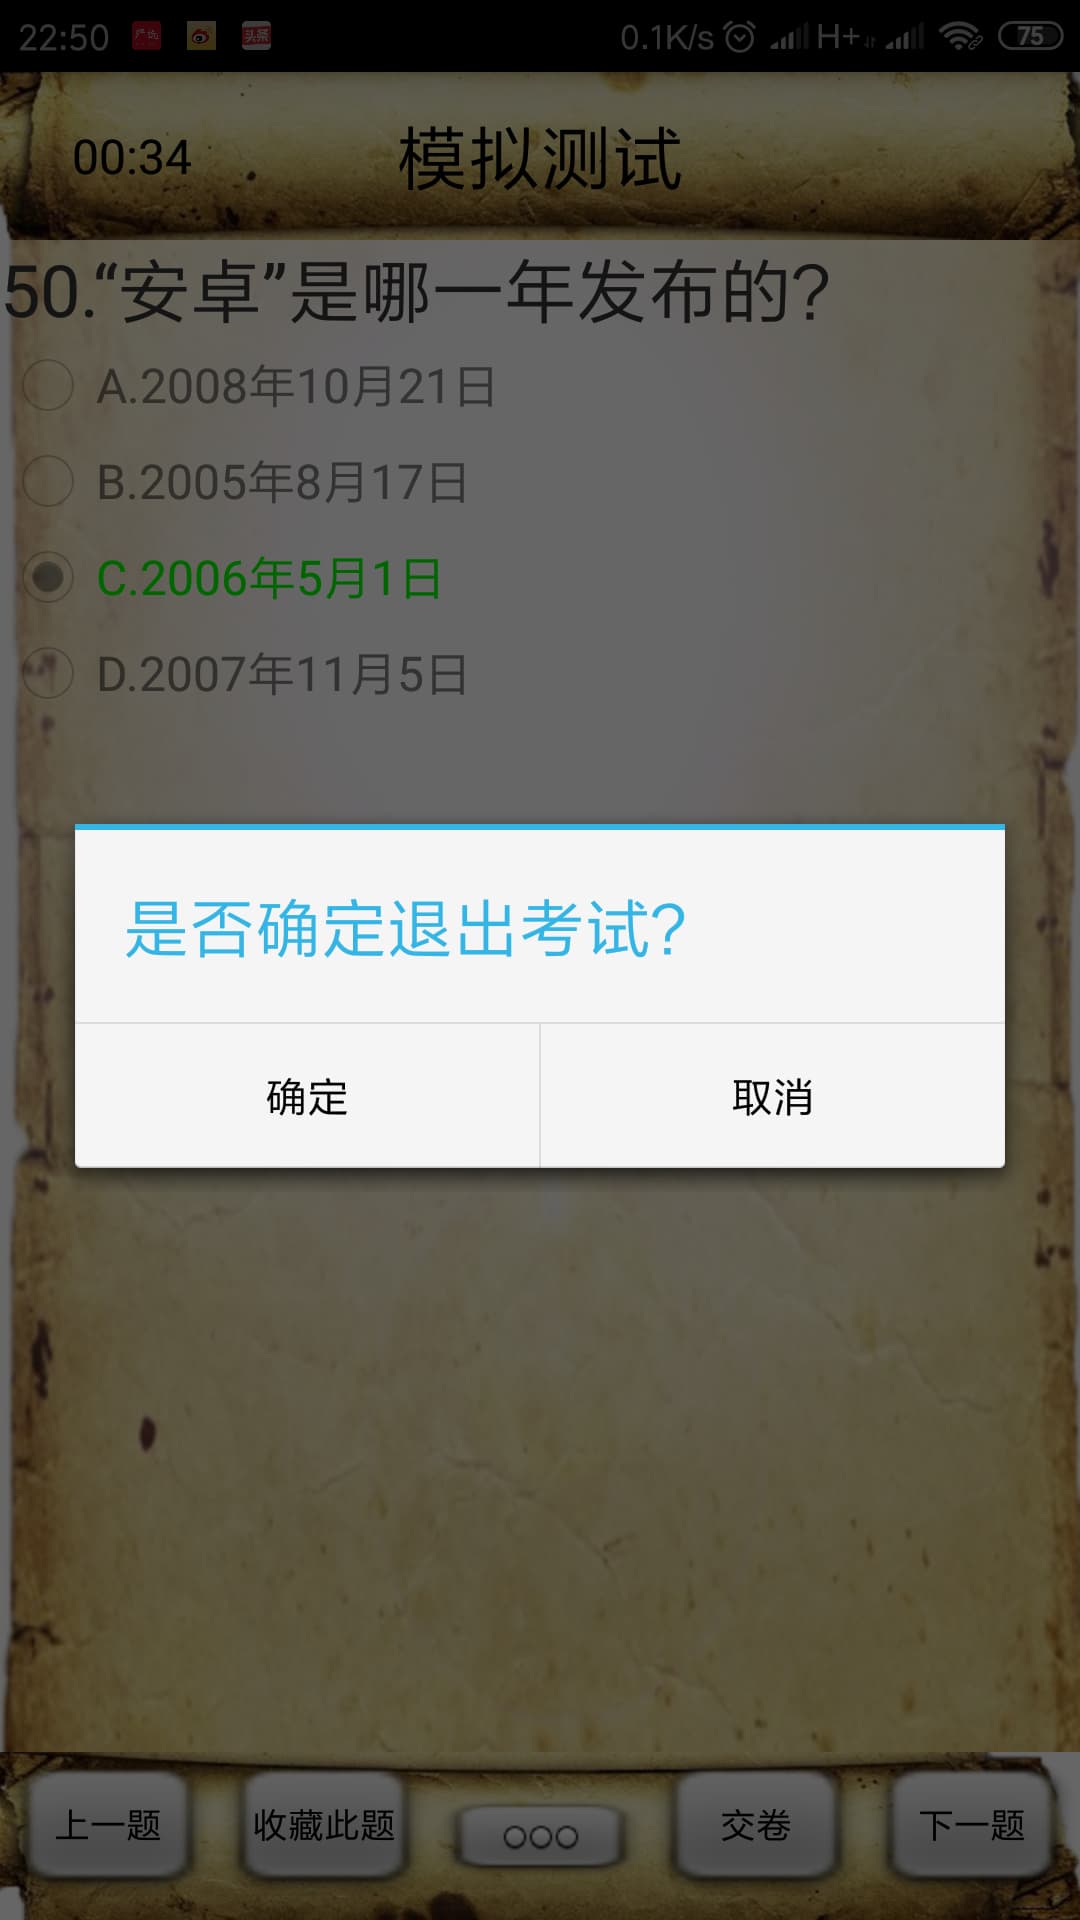 22:50
头条
0.1K/s
H+
75
00:34
模拟测试
50.“安卓”是哪一年发布的?
A.2008年10月21日
B.2005年8月17日
C.2006年5月1日
D.2007年11月5日
是否确定退出考试?
确定
取消
上一题
收藏此题
○○○
交卷
下一题